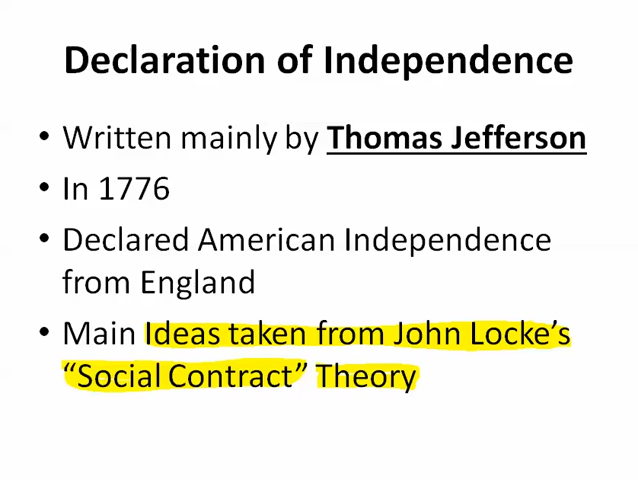 Declaration of Independence
• Written mainly by Thomas Jefferson
• In 1776
• Declared American Independence
from England
• Main Ideas taken from John Locke’s
“Social Contract” Theory